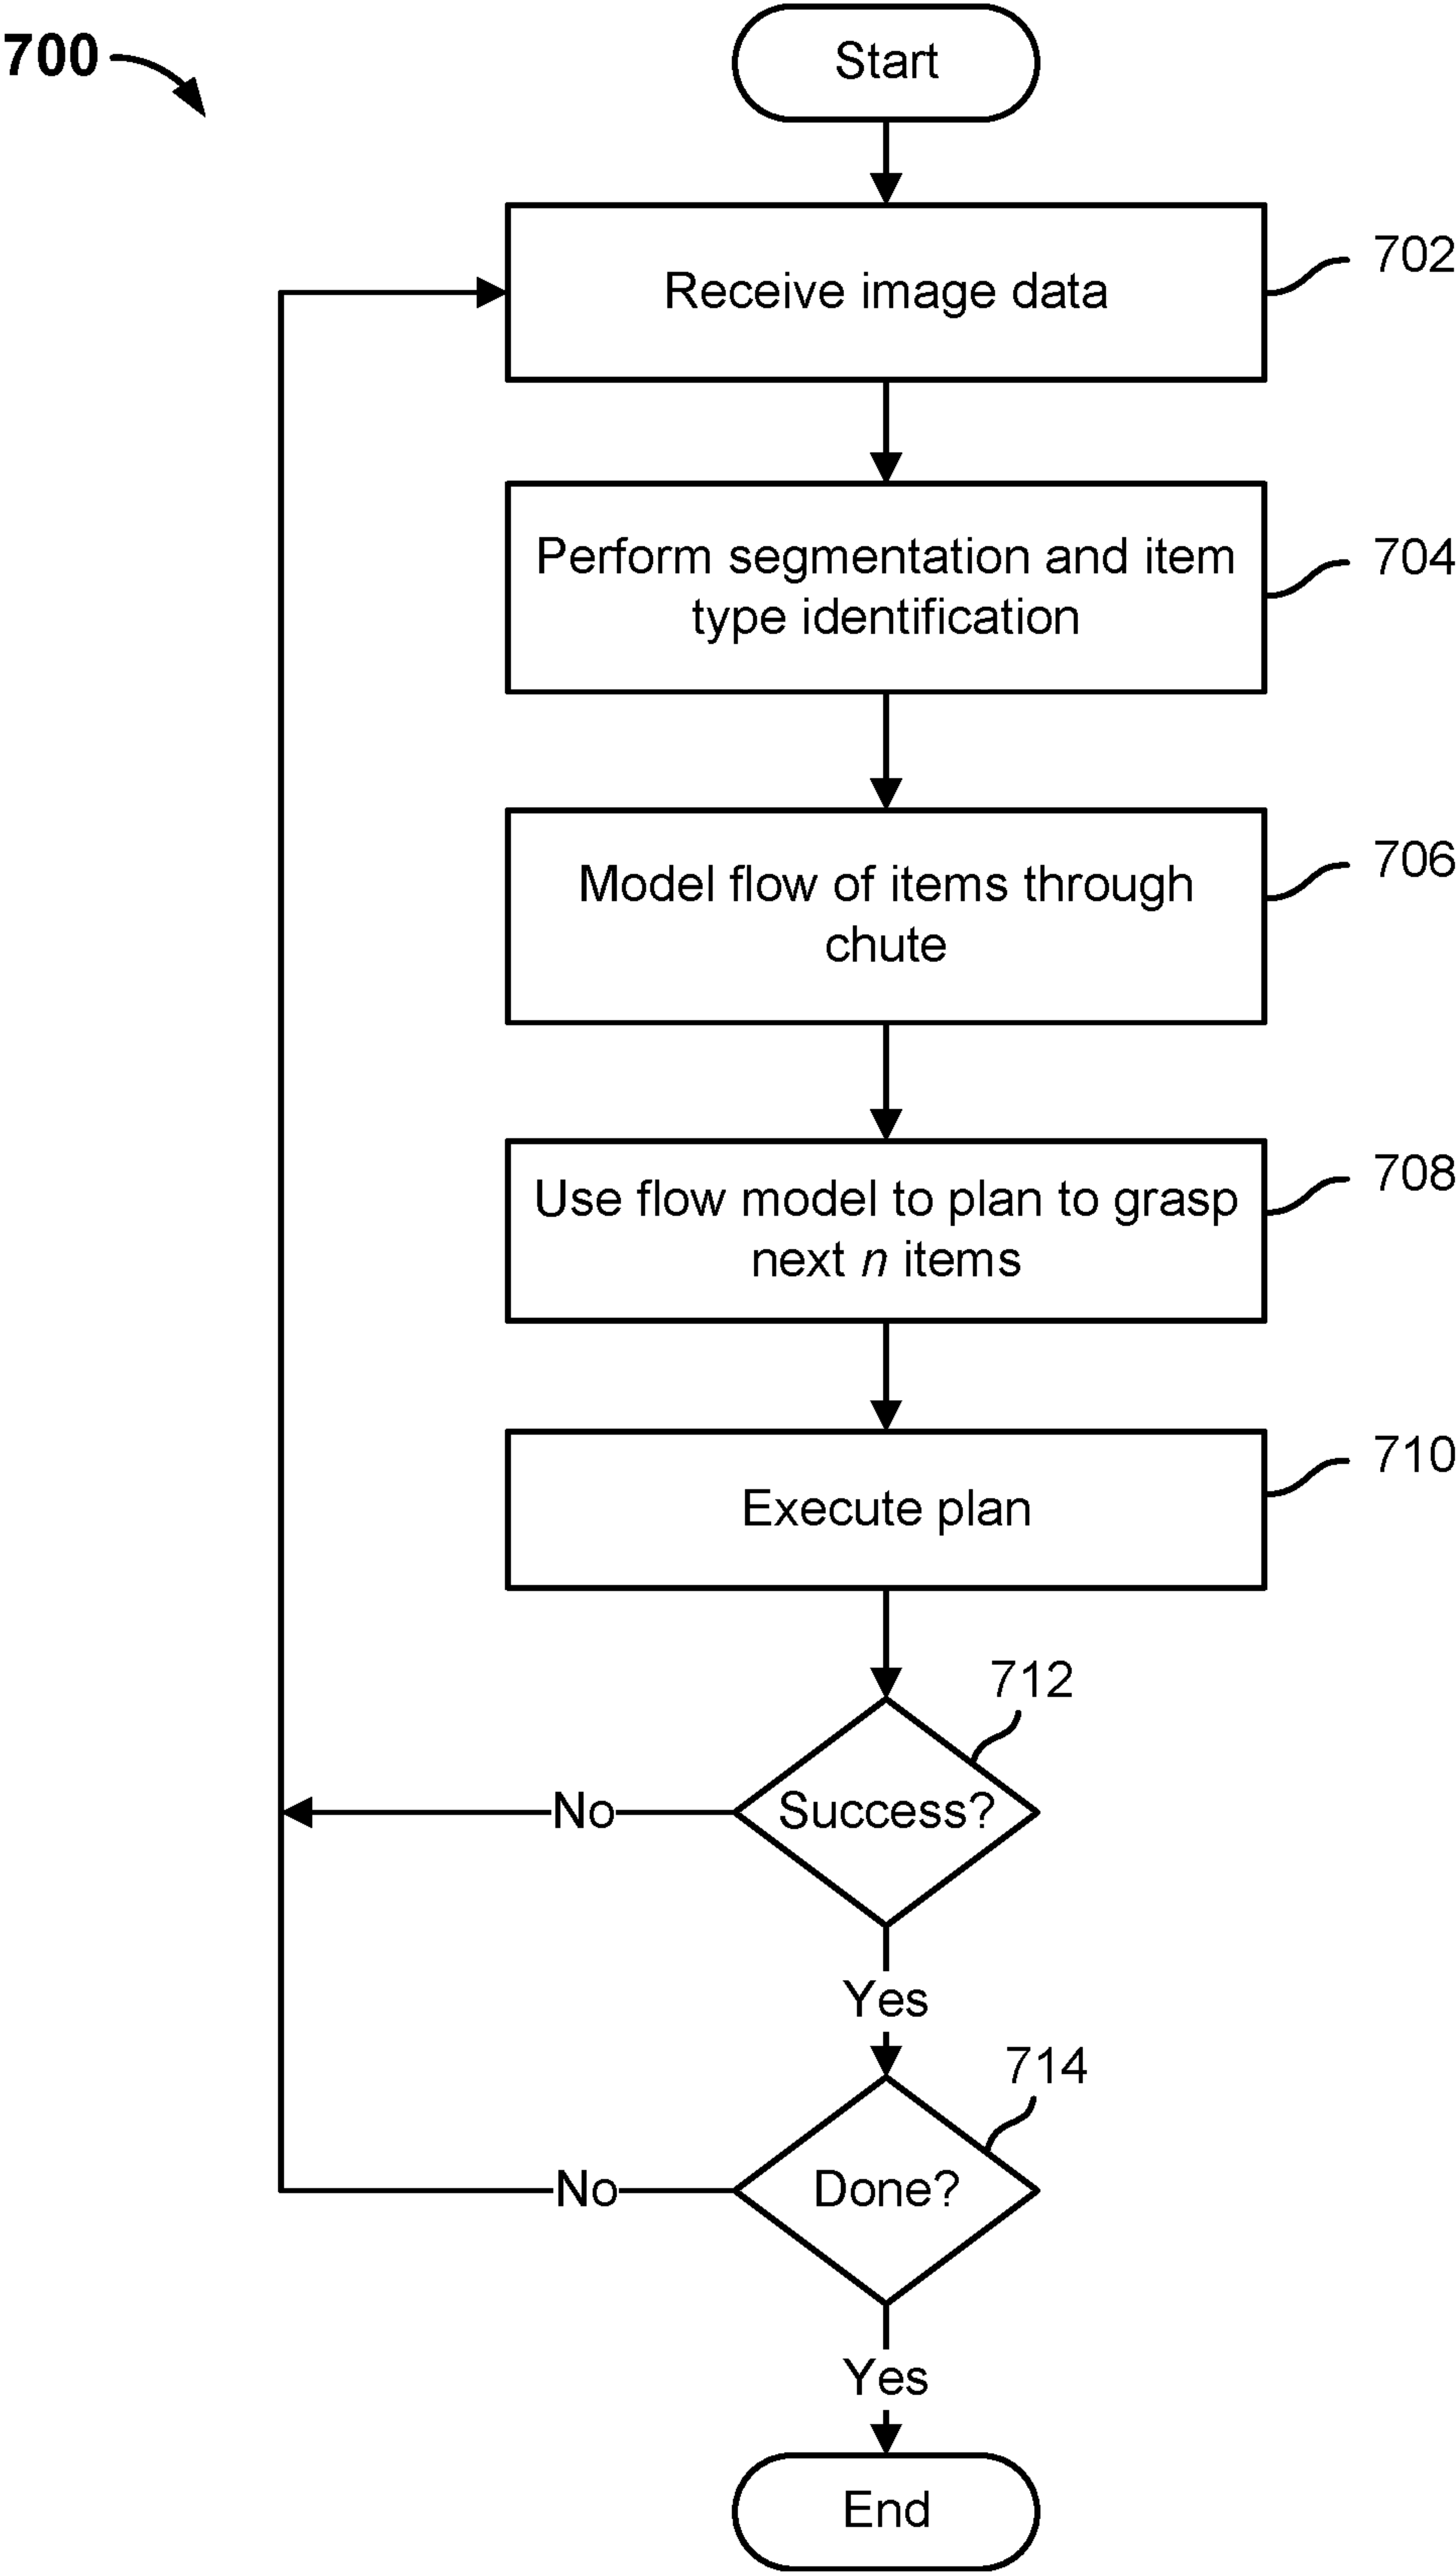 700
Start
Receive image data
702
Perform segmentation and item
type identification
704
Model flow of items through
chute
706
Use flow model to plan to grasp
next n items
708
Execute plan
710
712
Success?
No
Yes
714
Done?
No
Yes
End